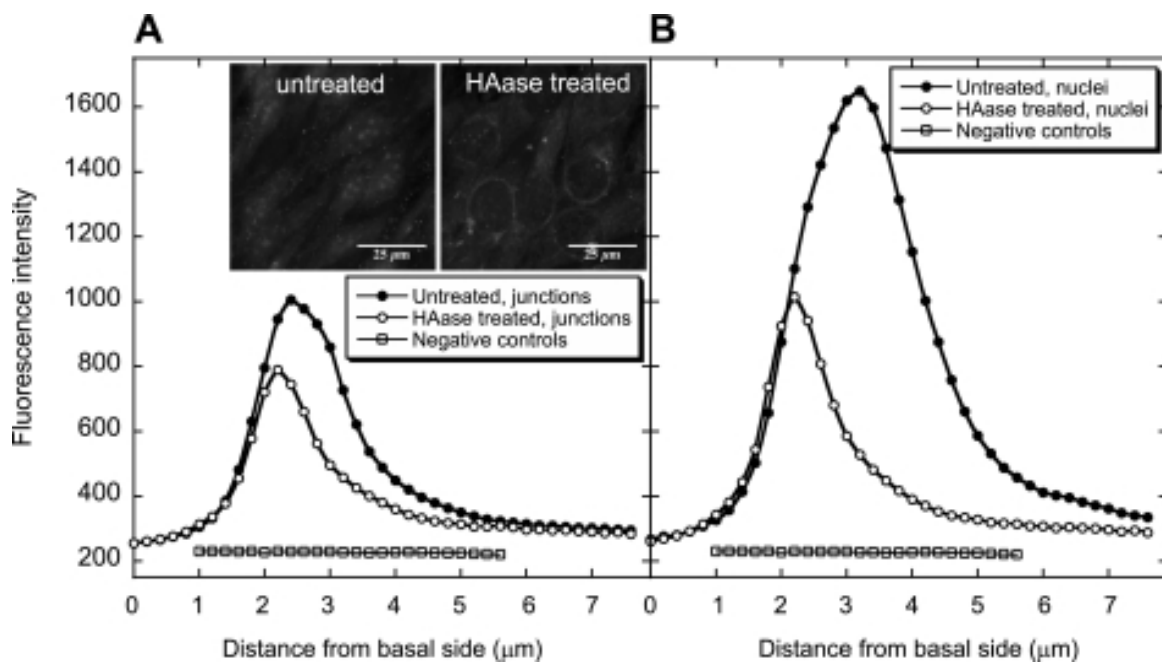 A
B
untreated
HAase treated
25 µm
25 µm
Untreated, junctions
HAase treated, junctions
Negative controls
Untreated, nuclei
HAase treated, nuclei
Negative controls
Fluorescence intensity
1600
1400
1200
1000
800
600
400
200
0 1 2 3 4 5 6 7
0 1 2 3 4 5 6 7
Distance from basal side (µm)
Distance from basal side (µm)